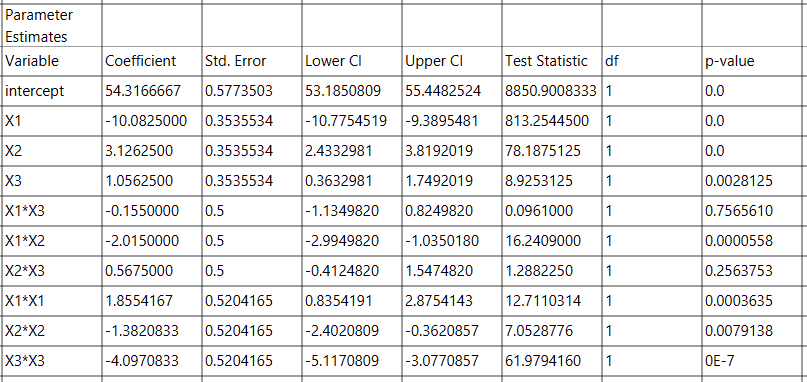 Parameter
Estimates
Variable Coefficient Std. Error Lower CI Upper CI Test Statistic df p-value
intercept 54.3166667 0.5773503 53.1850809 55.4482524 8850.9008333 1 0.0
X1 -10.0825000 0.3535534 -10.7754519 -9.3895481 813.2544500 1 0.0
X2 3.1262500 0.3535534 2.4332981 3.8192019 78.1875125 1 0.0
X3 1.0562500 0.3535534 0.3632981 1.7492019 8.9253125 1 0.0028125
X1*X3 -0.1550000 0.5 -1.1349820 0.8249820 0.0961000 1 0.7565610
X1*X2 -2.0150000 0.5 -2.9949820 -1.0350180 16.2409000 1 0.0000558
X2*X3 0.5675000 0.5 -0.4124820 1.5474820 1.2882250 1 0.2563753
X1*X1 1.8554167 0.5204165 0.8354191 2.8754143 12.7110314 1 0.0003635
X2*X2 -1.3820833 0.5204165 -2.4020809 -0.3620857 7.0528776 1 0.0079138
X3*X3 -4.0970833 0.5204165 -5.1170809 -3.0770857 61.9794160 1 0E-7